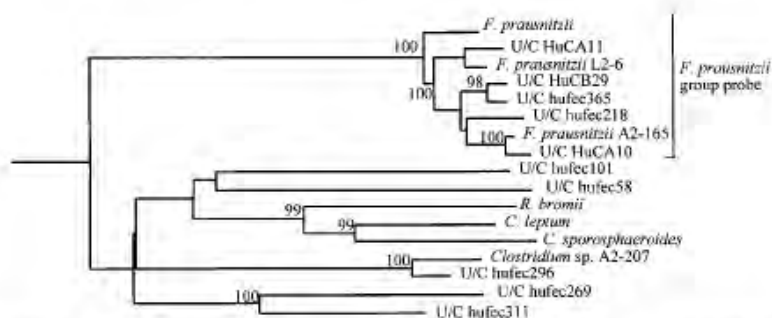 F. prausnitzii
100
U/C HuCA11
F. prausnitzii L2-6
100
98
U/C HuCB29
U/C hufec365
U/C hufec218
100
F. prausnitzii A2-165
U/C HuCA10
F. prausnitzii
group probe
U/C hufec101
U/C hufec58
R. bromii
99
C. leptum
99
C. sporosphaeroides
Clostridium sp. A2-207
100
U/C hufec296
U/C hufec269
100
U/C hufec311